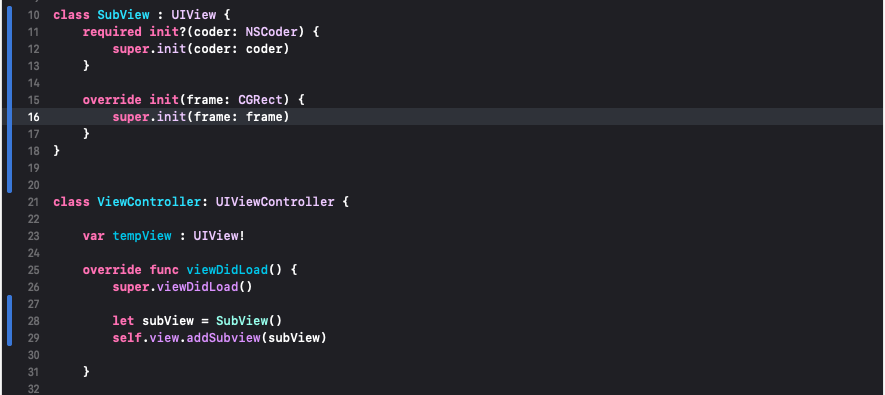 10 class SubView : UIView {
11     required init?(coder: NSCoder) {
12         super.init(coder: coder)
13     }
14
15     override init(frame: CGRect) {
16         super.init(frame: frame)
17     }
18 }
19
20
21 class ViewController: UIViewController {
22
23     var tempView : UIView!
24
25     override func viewDidLoad() {
26         super.viewDidLoad()
27
28         let subView = SubView()
29         self.view.addSubview(subView)
30
31     }
32